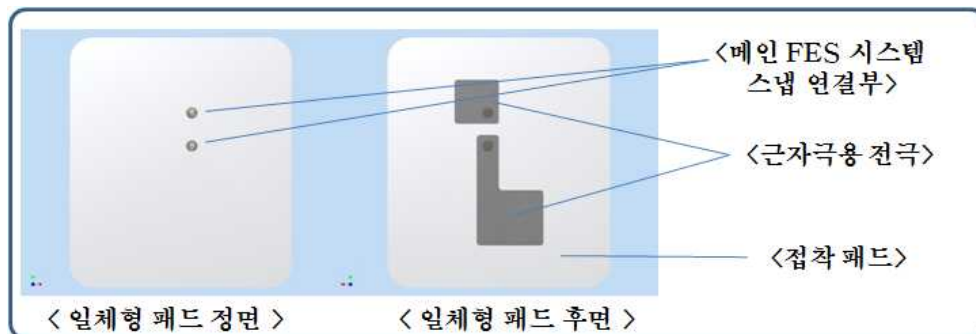 <메인 FES 시스템
스냅 연결부>
<근자극용 전극>
<접착 패드>
< 일체형 패드 정면 >
< 일체형 패드 후면 >